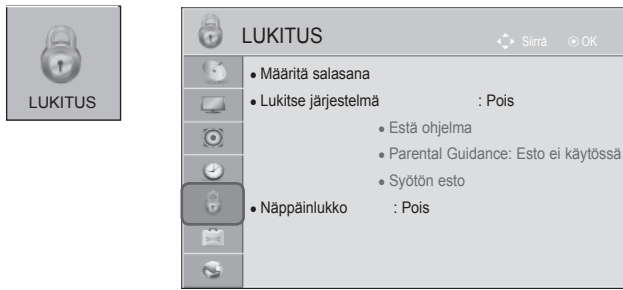 LUKITUS
LUKITUS
Siirrä
OK
• Määritä salasana
• Lukitse järjestelmä : Pois
• Estä ohjelma
• Parental Guidance: Esto ei käytössä
• Syötön esto
• Näppäinlukko : Pois